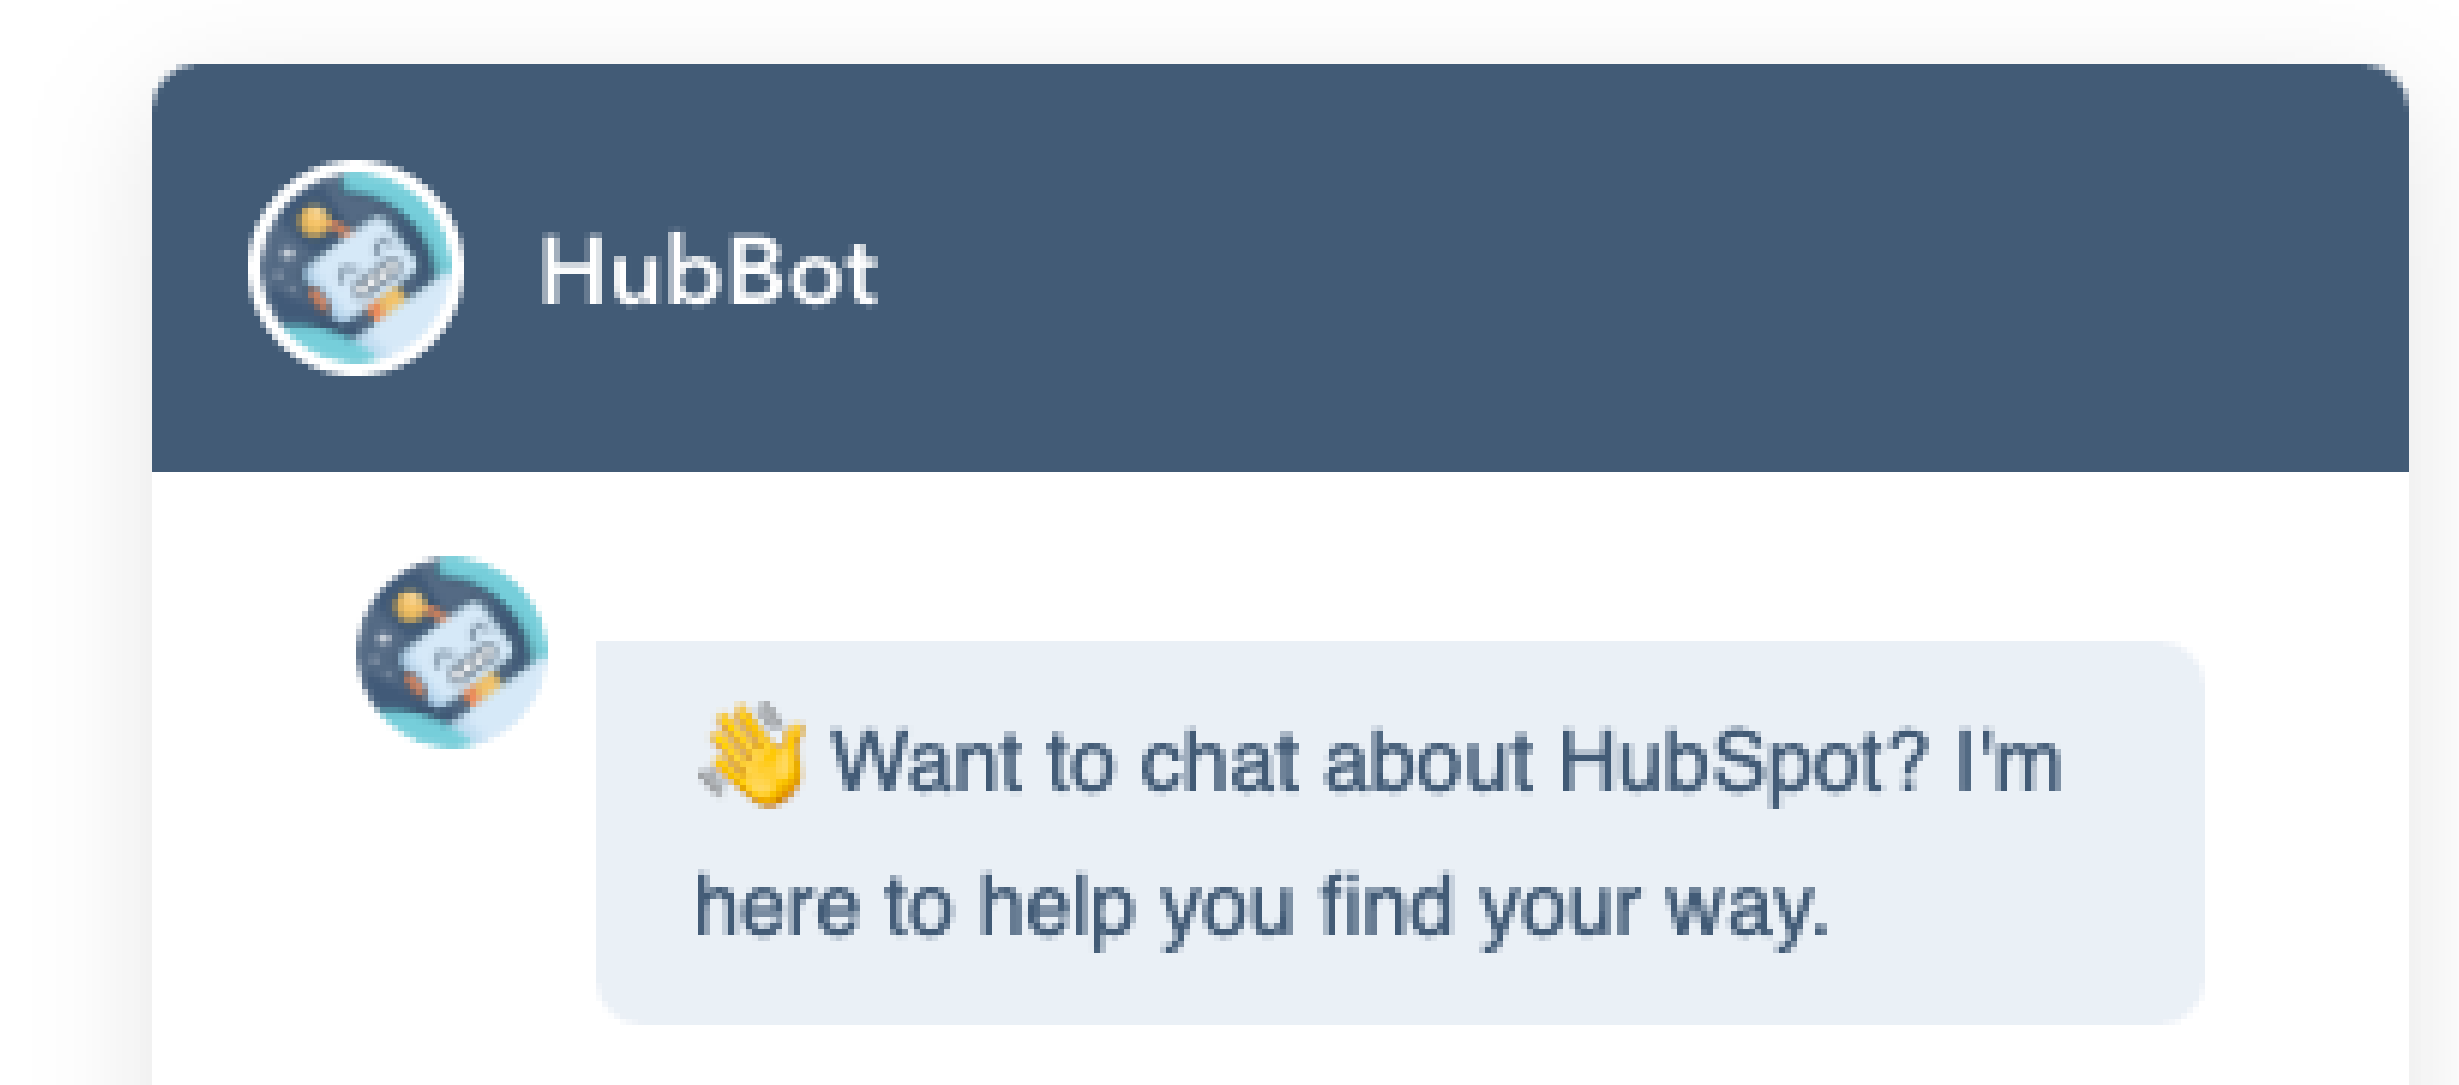 HubBot
👋 Want to chat about HubSpot? I'm
here to help you find your way.